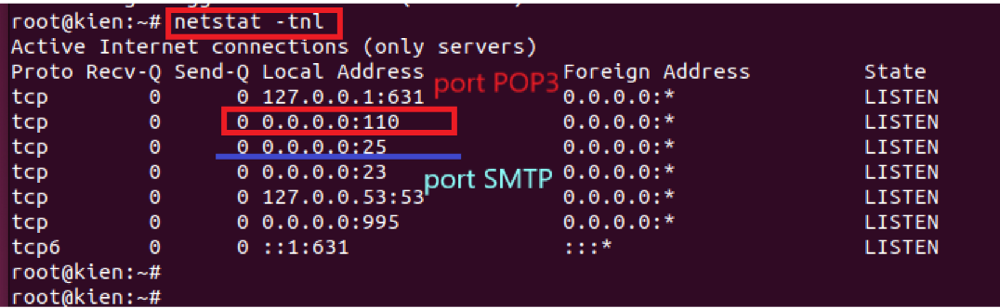 root@kien:~# netstat -tnl
Active Internet connections (only servers)
Proto Recv-Q Send-Q Local Address Foreign Address State
port POP3
tcp 0 0 127.0.0.1:631 0.0.0.0:* LISTEN
tcp 0 0 0.0.0.0:110 0.0.0.0:* LISTEN
tcp 0 0 0.0.0.0:25 0.0.0.0:* LISTEN
tcp 0 0 0.0.0.0:23 0.0.0.0:* LISTEN
port SMTP
tcp 0 0 127.0.0.53:53 0.0.0.0:* LISTEN
tcp 0 0 0.0.0.0:995 0.0.0.0:* LISTEN
tcp6 0 0 ::1:631 :::* LISTEN
root@kien:~#
root@kien:~#